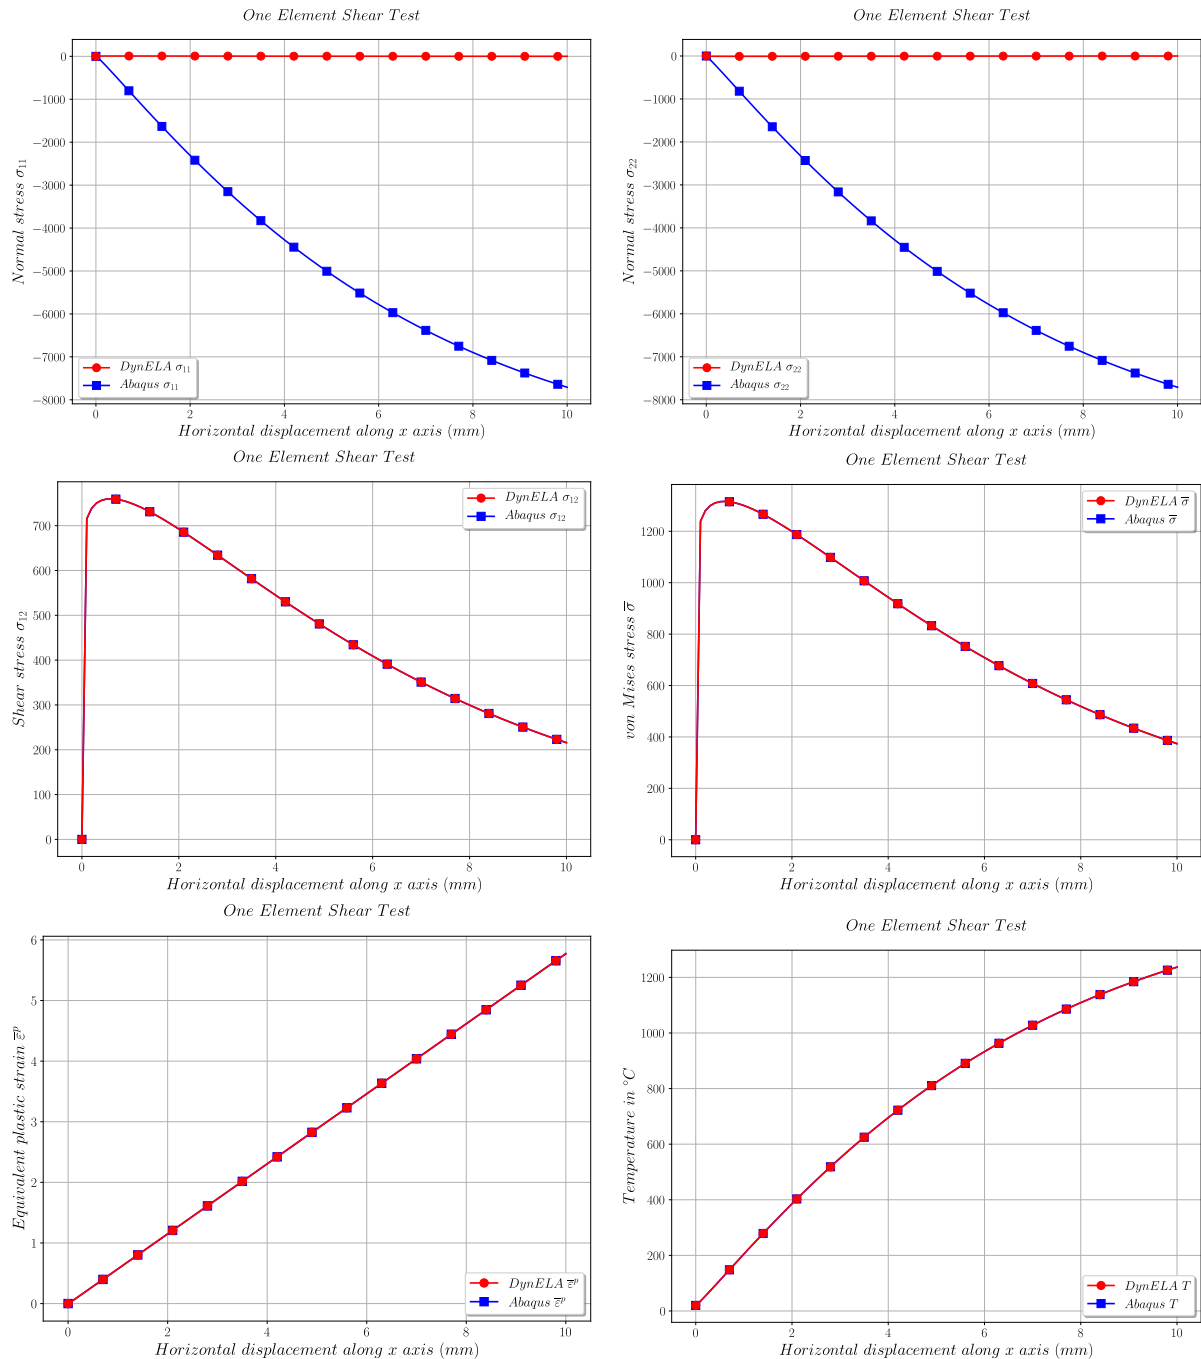 One Element Shear Test
0
−1000
−2000
−3000
−4000
−5000
−6000
−7000
−8000
Normal stress σ11
DynELA σ11
Abaqus σ11
0 2 4 6 8 10
Horizontal displacement along x axis (mm)
One Element Shear Test
0
−1000
−2000
−3000
−4000
−5000
−6000
−7000
−8000
Normal stress σ22
DynELA σ22
Abaqus σ22
0 2 4 6 8 10
Horizontal displacement along x axis (mm)
One Element Shear Test
700
600
500
400
300
200
100
0
Shear stress σ12
DynELA σ12
Abaqus σ12
0 2 4 6 8 10
Horizontal displacement along x axis (mm)
One Element Shear Test
1200
1000
800
600
400
200
0
von Mises stress σ̅
DynELA σ̅
Abaqus σ̅
0 2 4 6 8 10
Horizontal displacement along x axis (mm)
One Element Shear Test
6
5
4
3
2
1
0
Equivalent plastic strain ε̅ᵖ
DynELA ε̅ᵖ
Abaqus ε̅ᵖ
0 2 4 6 8 10
Horizontal displacement along x axis (mm)
One Element Shear Test
1200
1000
800
600
400
200
0
Temperature in °C
DynELA T
Abaqus T
0 2 4 6 8 10
Horizontal displacement along x axis (mm)